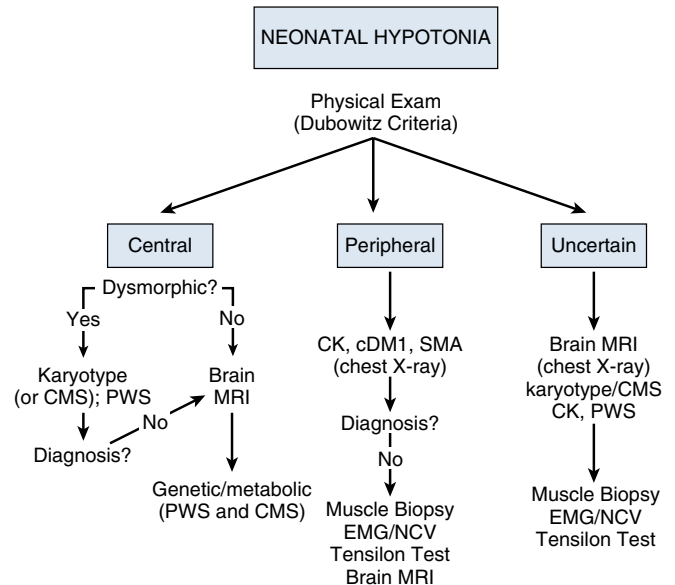 NEONATAL HYPOTONIA
Physical Exam
(Dubowitz Criteria)
Central
Dysmorphic?
Yes
No
Karyotype
(or CMS); PWS
Brain
MRI
No
Diagnosis?
Genetic/metabolic
(PWS and CMS)
Peripheral
CK, cDM1, SMA
(chest X-ray)
Diagnosis?
No
Muscle Biopsy
EMG/NCV
Tensilon Test
Brain MRI
Uncertain
Brain MRI
(chest X-ray)
karyotype/CMS
CK, PWS
Muscle Biopsy
EMG/NCV
Tensilon Test